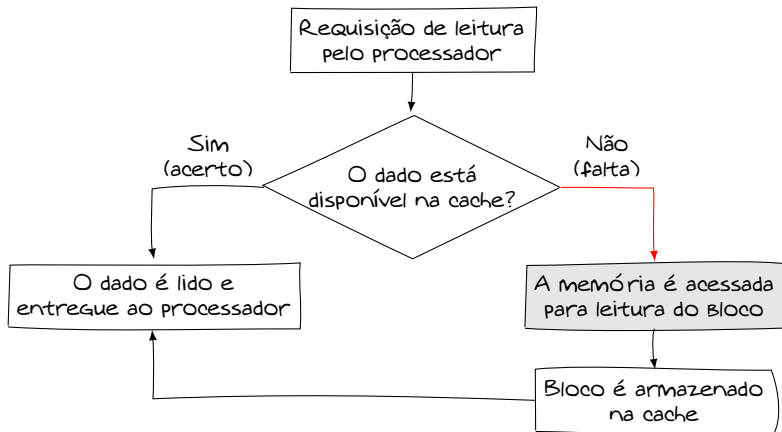 Requisição de leitura
pelo processador
Sim
(acerto)
Não
(falta)
O dado está
disponível na cache?
O dado é lido e
entregue ao processador
A memória é acessada
para leitura do Bloco
Bloco é armazenado
na cache